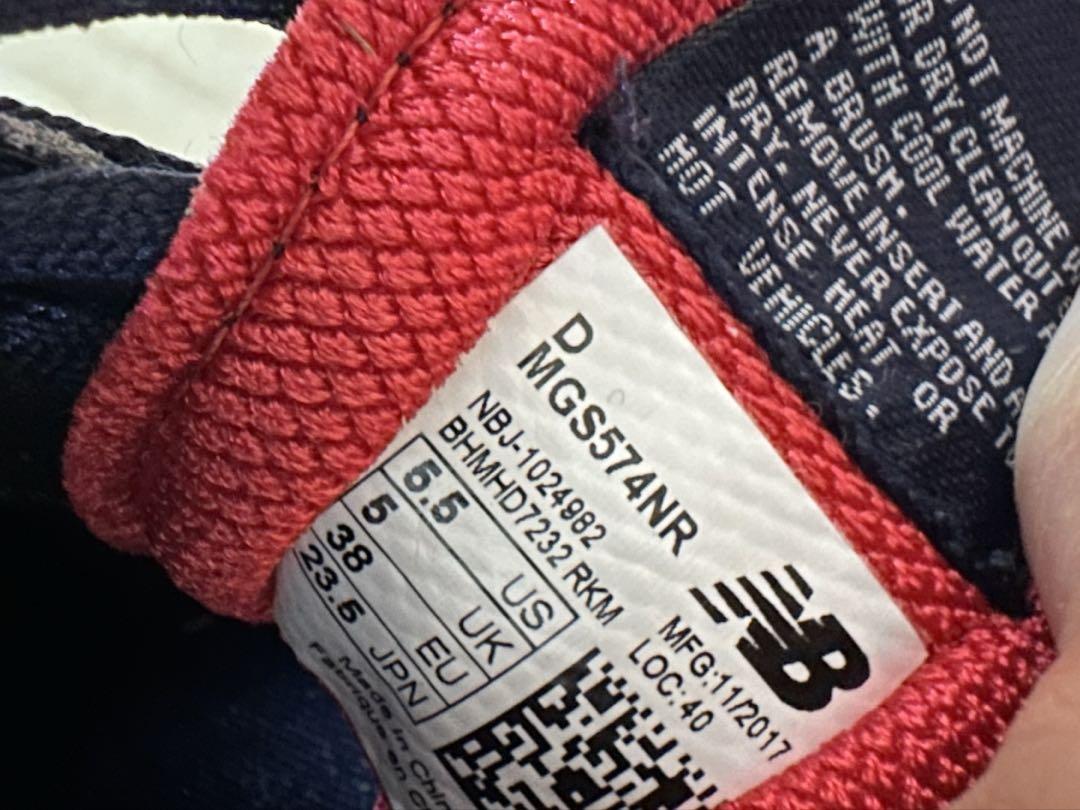 NOT MACHINE
DRY, CLEAN OUT
WITH COOL WATER
A BRUSH.
REMOVE INSERT AND
DRY. NEVER EXPOSE
INTENSE HEAT OR
HOT VEHICLES.
D
MGS574NR
NBJ-1024982
BHMHD7232 RKM
5.5 US
5 UK
38 EU
23.5 JPN
MFG:11/2017
LOC:40
NB
Made in
en